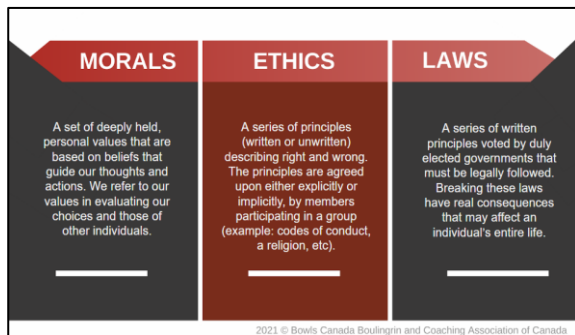 MORALS
A set of deeply held,
personal values that are
based on beliefs that
guide our thoughts and
actions. We refer to our
values in evaluating our
choices and those of
other individuals.
ETHICS
A series of principles
(written or unwritten)
describing right and wrong.
The principles are agreed
upon either explicitly or
implicitly, by members
participating in a group
(example: codes of conduct,
a religion, etc).
LAWS
A series of written
principles voted by duly
elected governments that
must be legally followed.
Breaking these laws
have real consequences
that may affect an
individual's entire life.
2021 © Bowls Canada Boulingrin and Coaching Association of Canada